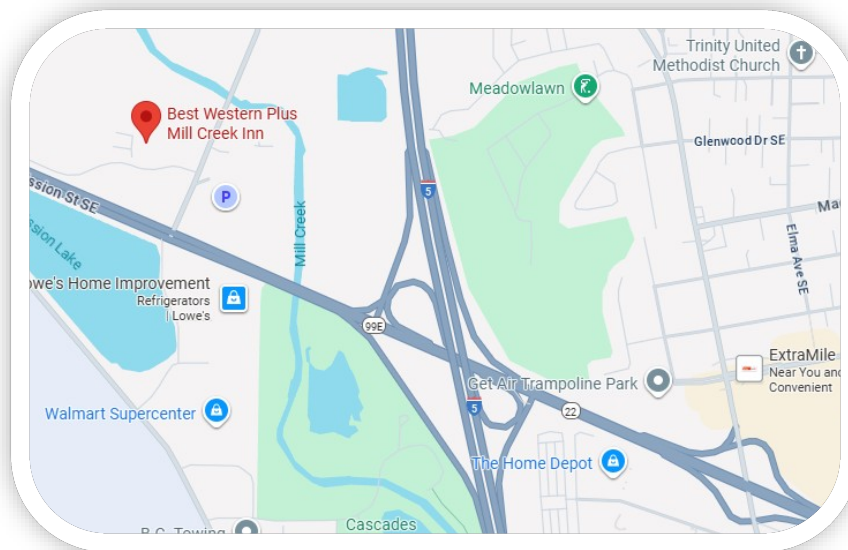 Trinity United
Methodist Church
Meadowlawn
Best Western Plus
Mill Creek Inn
Glenwood Dr SE
5
P
ssion St SE
Ma
Mill Creek
Elma Ave SE
ssion Lake
owe's Home Improvement
Refrigerators
| Lowe's
99E
ExtraMile
Near You and
Convenient
Get Air Trampoline Park
5
22
Walmart Supercenter
The Home Depot
Cascades
B.C. Towing